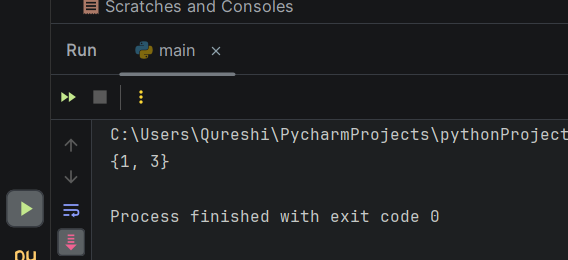 Scratches and Consoles
Run
main
C:\Users\Qureshi\PycharmProjects\pythonProject
{1, 3}
Process finished with exit code 0